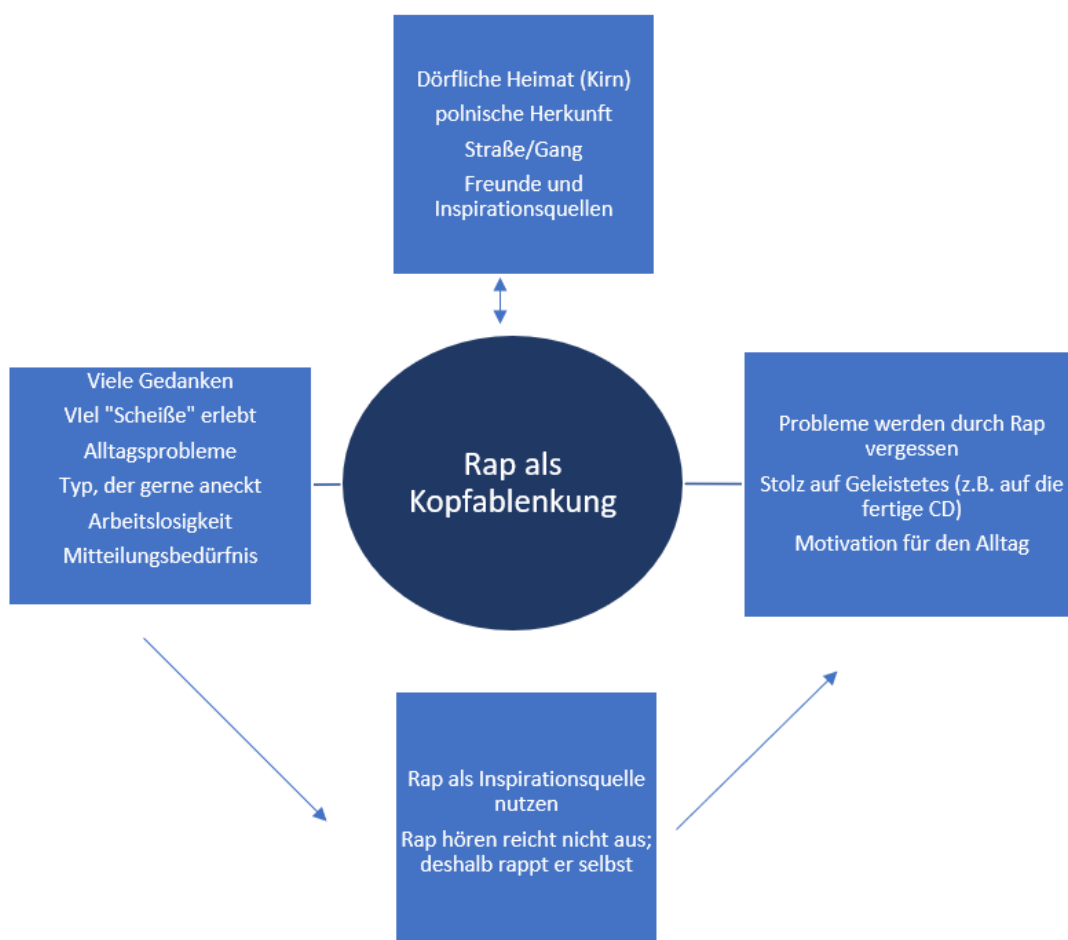 Dörfliche Heimat (Kirn)
polnische Herkunft
Straße/Gang
Freunde und
Inspirationsquellen
Viele Gedanken
VIel "Scheiße" erlebt
Alltagsprobleme
Typ, der gerne aneckt
Arbeitslosigkeit
Mitteilungsbedürfnis
Rap als
Kopfablenkung
Probleme werden durch Rap
vergessen
Stolz auf Geleistetes (z.B. auf die
fertige CD)
Motivation für den Alltag
Rap als Inspirationsquelle
nutzen
Rap hören reicht nicht aus;
deshalb rappt er selbst